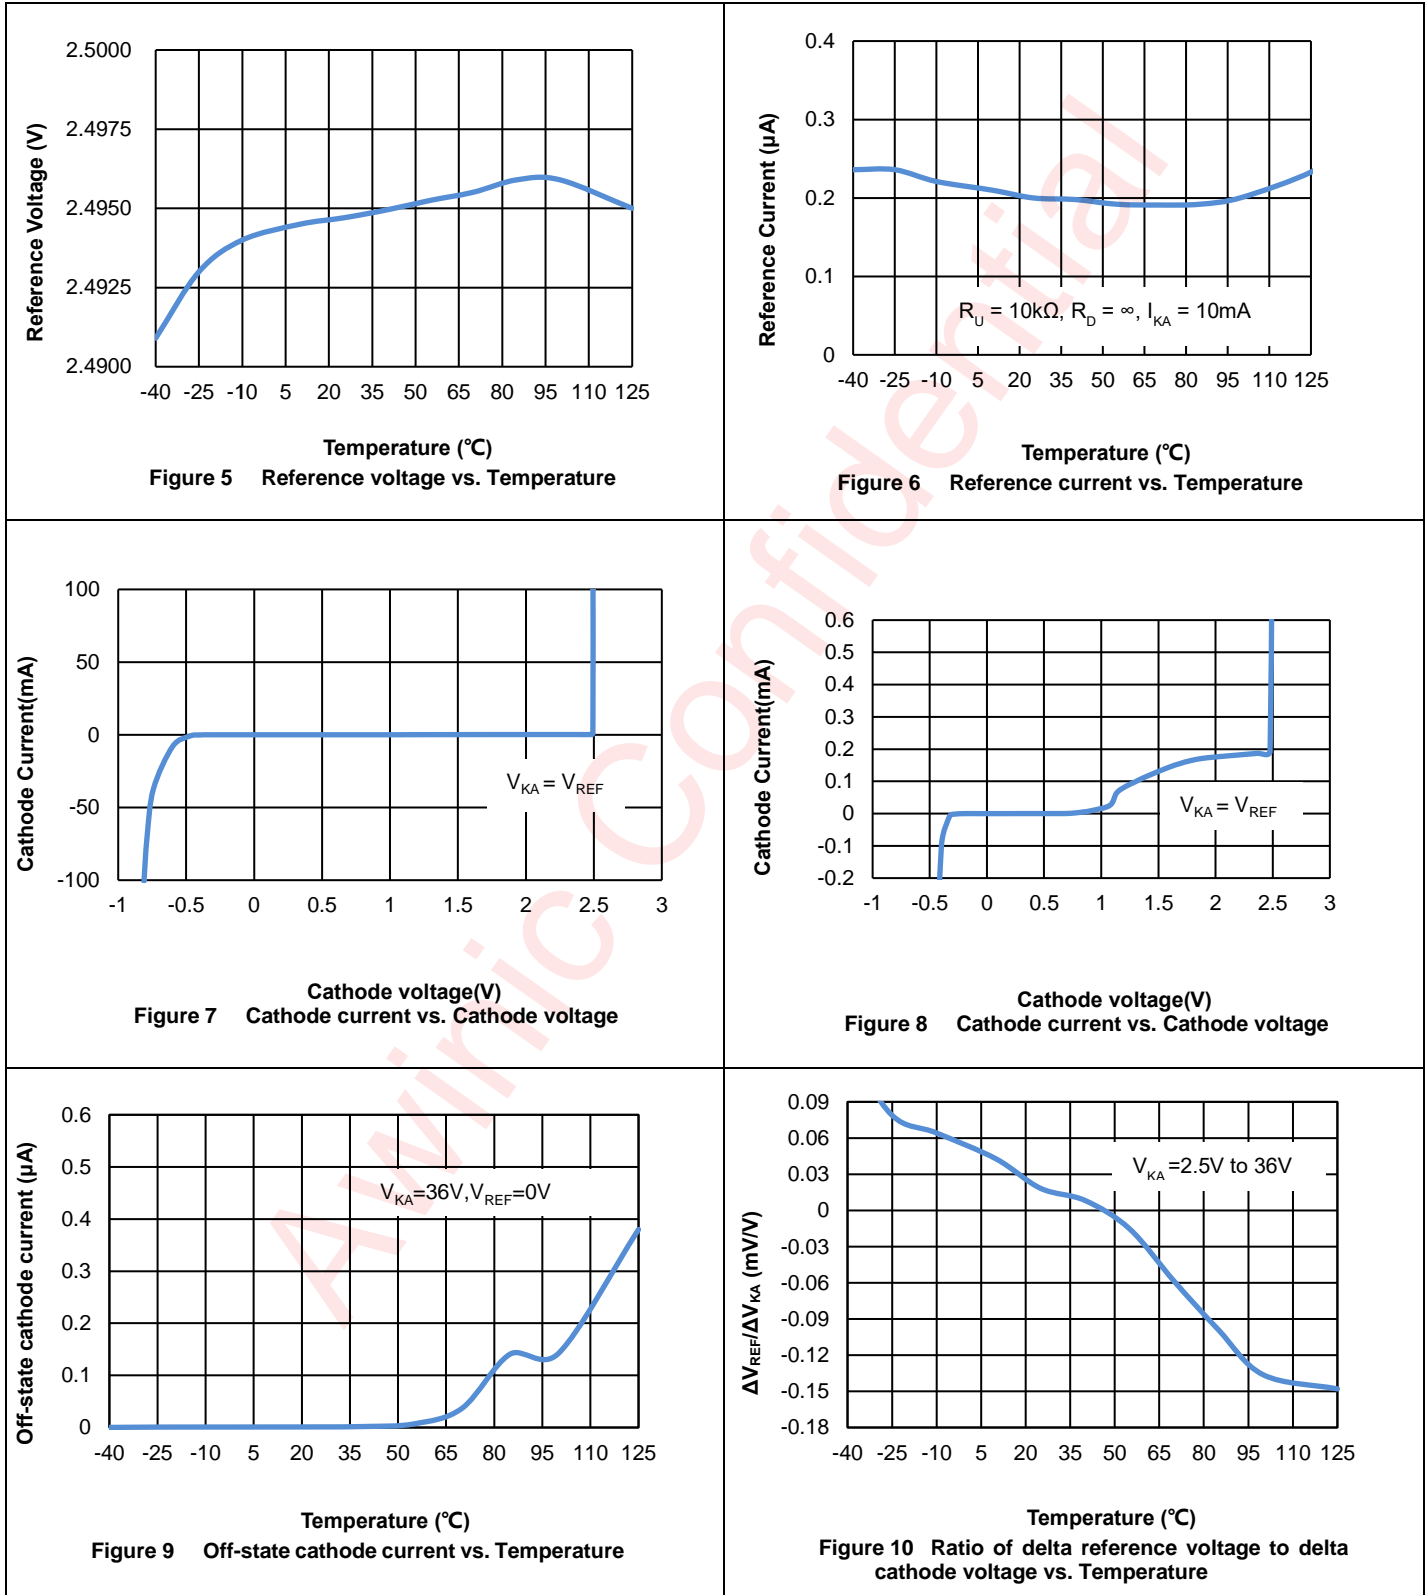 2.5000
2.4975
2.4950
2.4925
2.4900
Reference Voltage (V)
-40 -25 -10 5 20 35 50 65 80 95 110 125
Temperature (℃)
Figure 5 Reference voltage vs. Temperature
0.4
0.3
0.2
0.1
0
Reference Current (µA)
R_U = 10kΩ, R_D = ∞, I_KA = 10mA
-40 -25 -10 5 20 35 50 65 80 95 110 125
Temperature (℃)
Figure 6 Reference current vs. Temperature
100
50
0
-50
-100
Cathode Current(mA)
V_KA = V_REF
-1 -0.5 0 0.5 1 1.5 2 2.5 3
Cathode voltage(V)
Figure 7 Cathode current vs. Cathode voltage
0.6
0.5
0.4
0.3
0.2
0.1
0
-0.1
-0.2
Cathode Current(mA)
V_KA = V_REF
-1 -0.5 0 0.5 1 1.5 2 2.5 3
Cathode voltage(V)
Figure 8 Cathode current vs. Cathode voltage
0.6
0.5
0.4
0.3
0.2
0.1
0
Off-state cathode current (µA)
V_KA=36V,V_REF=0V
-40 -25 -10 5 20 35 50 65 80 95 110 125
Temperature (℃)
Figure 9 Off-state cathode current vs. Temperature
0.09
0.06
0.03
0
-0.03
-0.06
-0.09
-0.12
-0.15
-0.18
ΔV_REF/ΔV_KA (mV/V)
V_KA =2.5V to 36V
-40 -25 -10 5 20 35 50 65 80 95 110 125
Temperature (℃)
Figure 10 Ratio of delta reference voltage to delta
cathode voltage vs. Temperature
Awinic Confidential